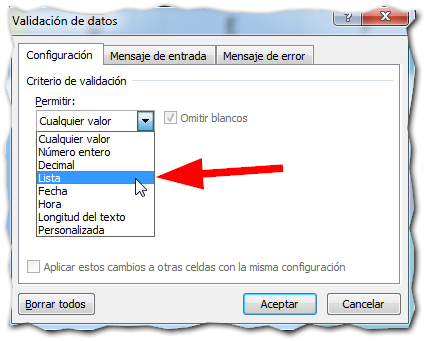 Validación de datos
Configuración
Mensaje de entrada
Mensaje de error
Criterio de validación
Permitir:
Cualquier valor
Omitir blancos
Cualquier valor
Número entero
Decimal
Lista
Fecha
Hora
Longitud del texto
Personalizada
Aplicar estos cambios a otras celdas con la misma configuración
Borrar todos
Aceptar
Cancelar